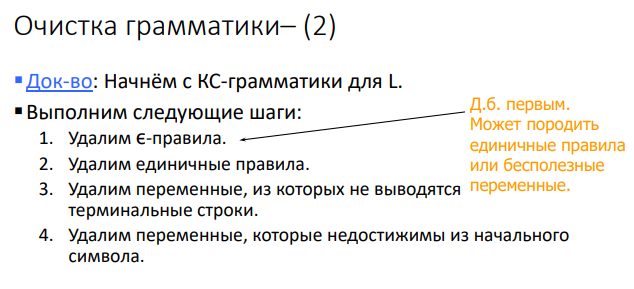 Очистка грамматики– (2)
Док-во: Начнём с КС-грамматики для L.
Выполним следующие шаги:
1. Удалим ϵ-правила.
2. Удалим единичные правила.
3. Удалим переменные, из которых не выводятся
терминальные строки.
4. Удалим переменные, которые недостижимы из начального
символа.
Д.б. первым.
Может породить
единичные правила
или бесполезные
переменные.